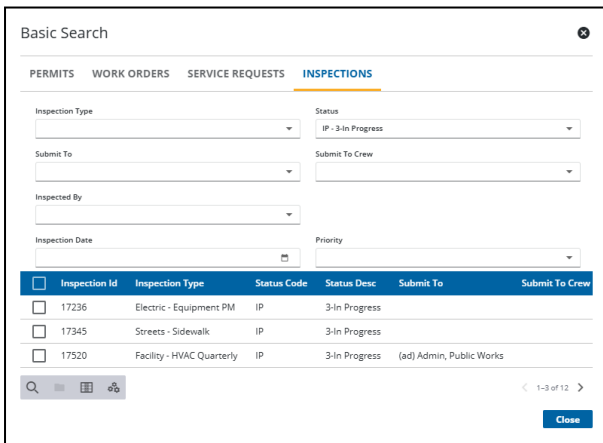 Basic Search
PERMITS WORK ORDERS SERVICE REQUESTS INSPECTIONS
Inspection Type Status
IP - 3-In Progress
Submit To Submit To Crew
Inspected By
Inspection Date Priority
Inspection Id Inspection Type Status Code Status Desc Submit To Submit To Crew
17236 Electric - Equipment PM IP 3-In Progress
17345 Streets - Sidewalk IP 3-In Progress
17520 Facility - HVAC Quarterly IP 3-In Progress (ad) Admin, Public Works
1-3 of 12
Close